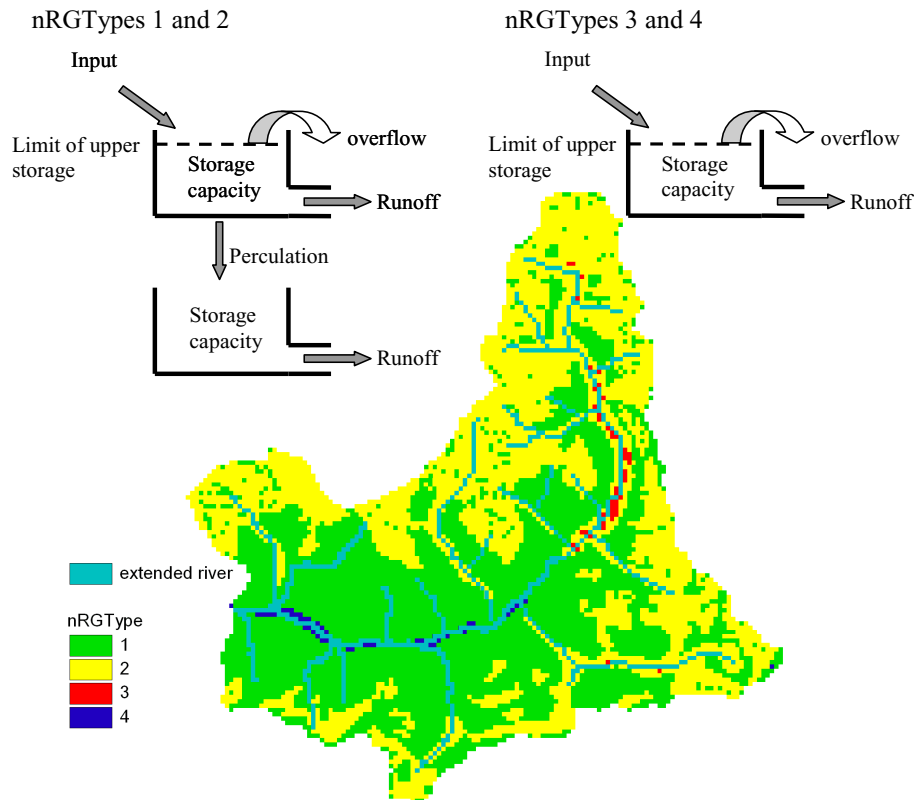 nRGTypes 1 and 2
Input
Limit of upper
storage
Storage
capacity
overflow
Runoff
Perculation
Storage
capacity
Runoff
nRGTypes 3 and 4
Input
Limit of upper
storage
Storage
capacity
overflow
Runoff
extended river
nRGType
1
2
3
4